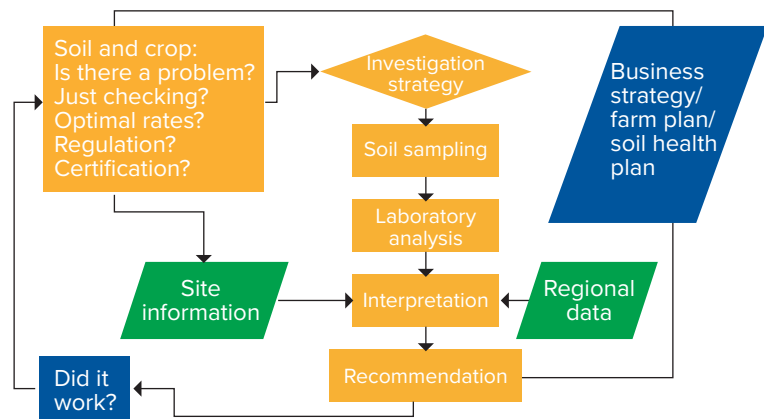 Soil and crop:
Is there a problem?
Just checking?
Optimal rates?
Regulation?
Certification?
Investigation
strategy
Business
strategy/
farm plan/
soil health
plan
Soil sampling
Laboratory
analysis
Site
information
Interpretation
Regional
data
Did it
work?
Recommendation